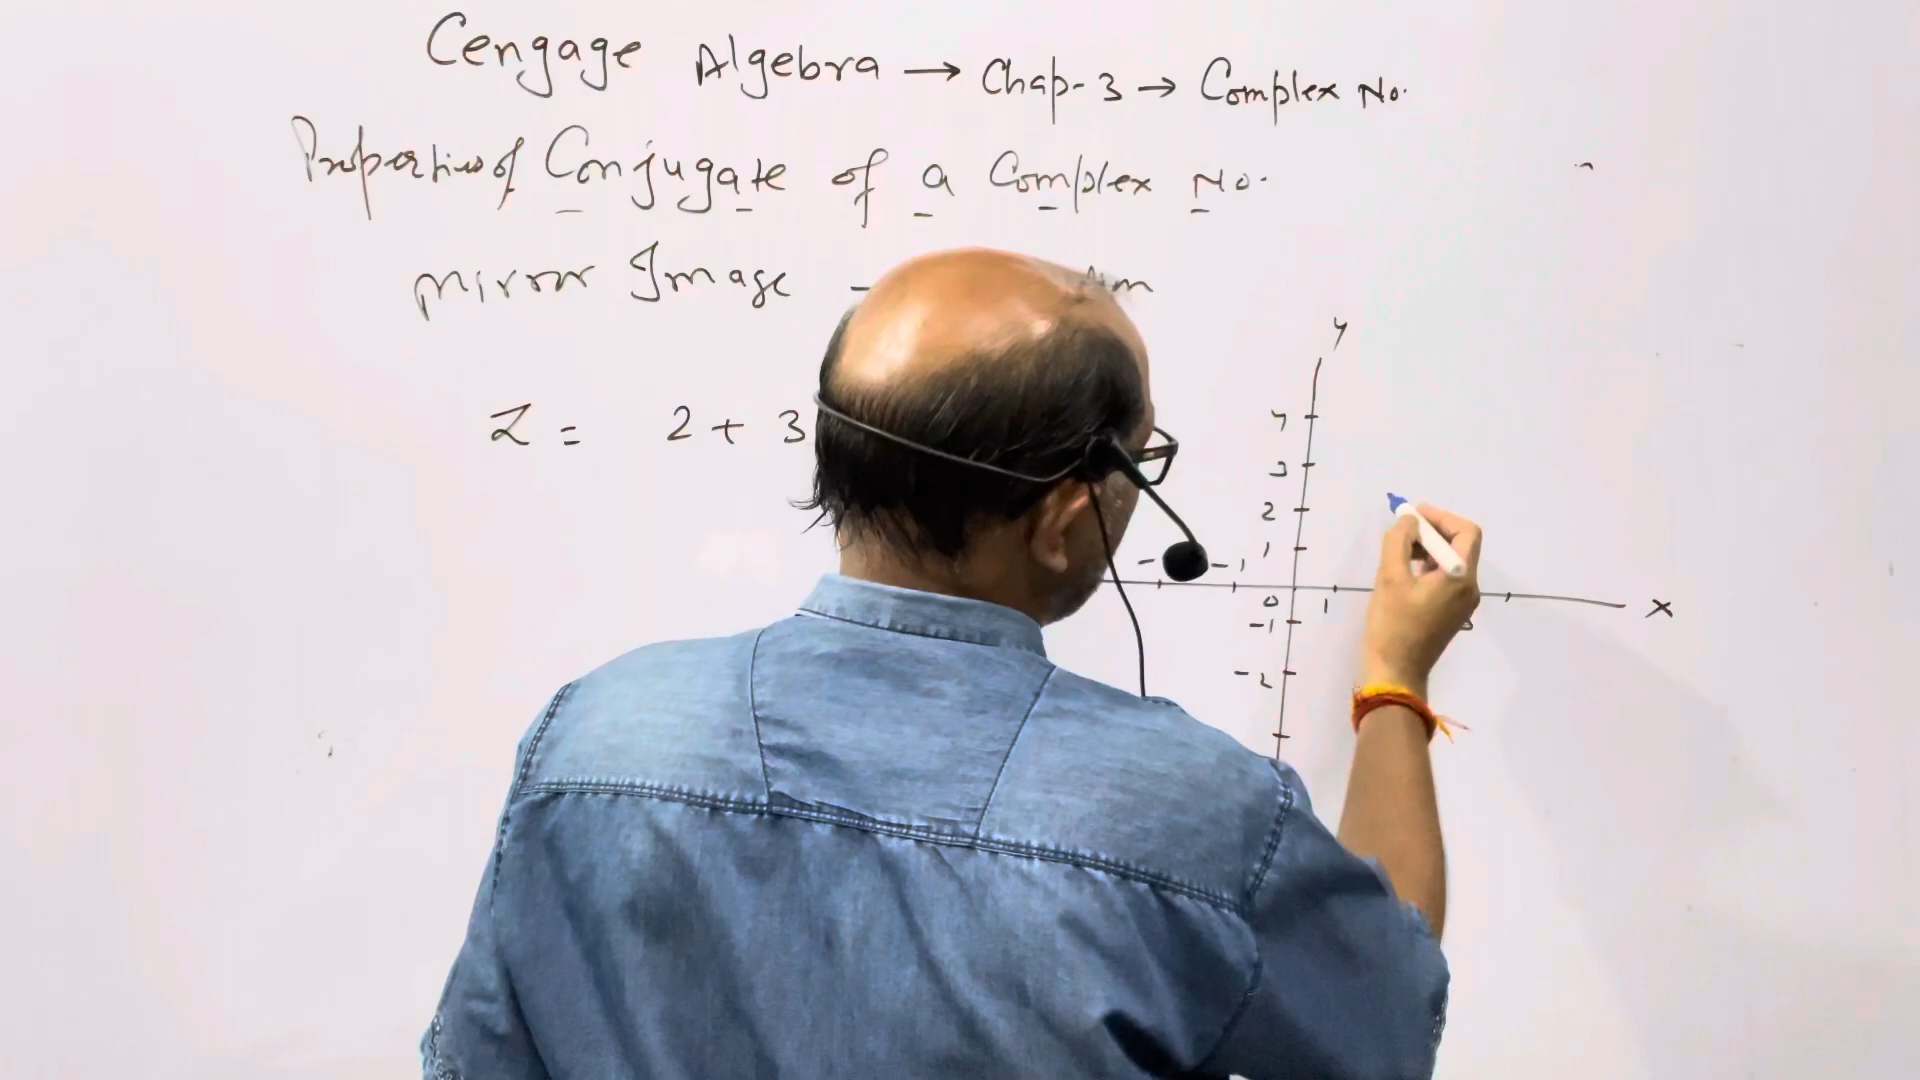 Cengage Algebra → Chap-3 → Complex No.
Properties of Conjugate of a Complex No.
Mirror Image -
Z = 2 + 3
y
4
3
2
1
- -1 0 1 x
-1
-2